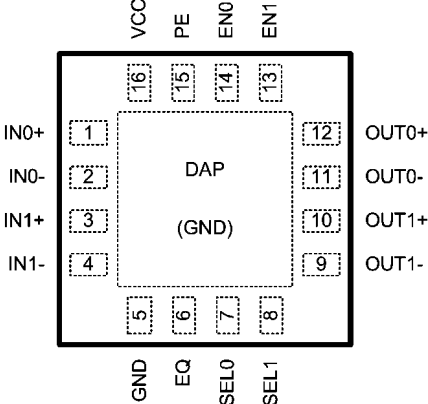 VCC PE EN0 EN1
16 15 14 13
IN0+ 1 12 OUT0+
IN0- 2 DAP 11 OUT0-
IN1+ 3 (GND) 10 OUT1+
IN1- 4 9 OUT1-
5 6 7 8
GND EQ SEL0 SEL1